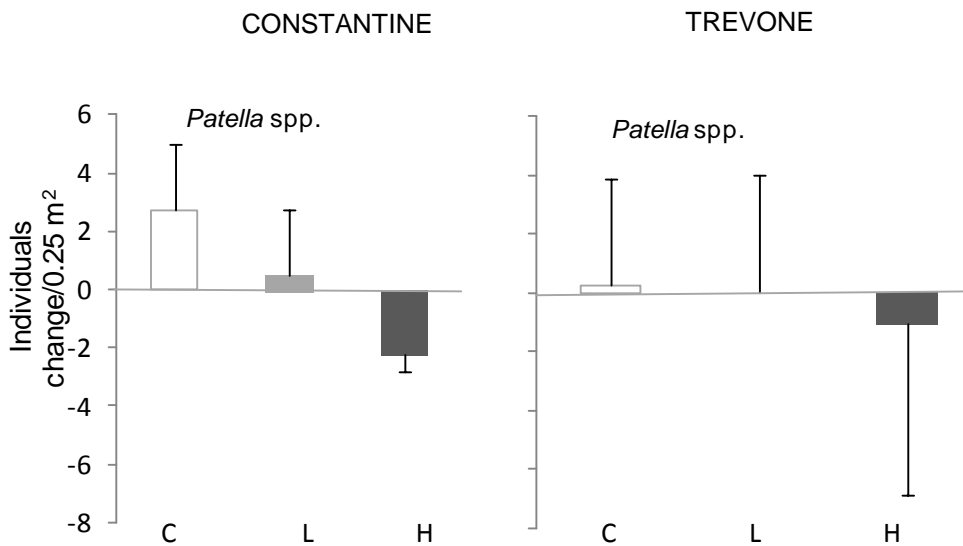 CONSTANTINE
TREVONE
Patella spp.
Patella spp.
Individuals
change/0.25 m²
6
4
2
0
-2
-4
-6
-8
C L H
C L H